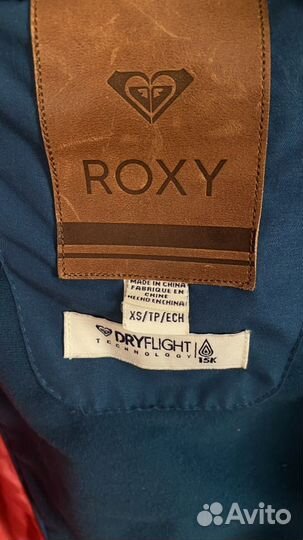 ROXY
MADE IN CHINA
FABRIQUE EN
CHINE
HECHO EN CHINA
XS/TP/ECH
DRYFLIGHT
TECHNOLOGY 15K
Avito